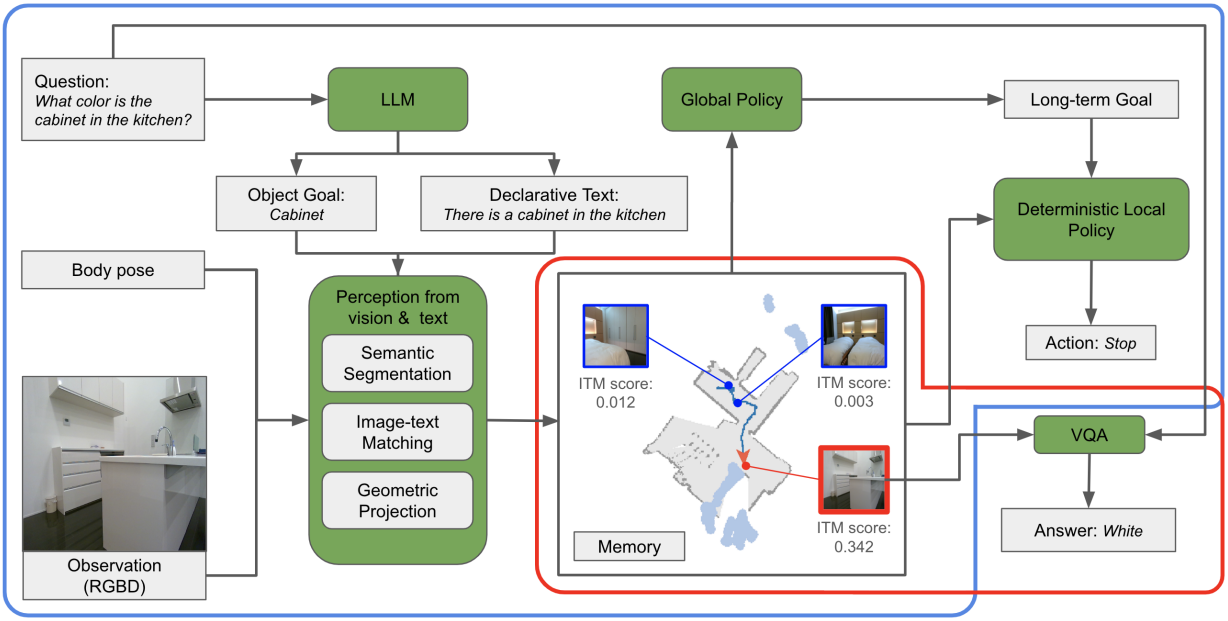 Question:
What color is the
cabinet in the kitchen?
LLM
Global Policy
Long-term Goal
Object Goal:
Cabinet
Declarative Text:
There is a cabinet in the kitchen
Deterministic Local
Policy
Body pose
Perception from
vision & text
Semantic
Segmentation
Image-text
Matching
Geometric
Projection
ITM score:
0.012
ITM score:
0.003
Action: Stop
VQA
ITM score:
0.342
Memory
Answer: White
Observation
(RGBD)